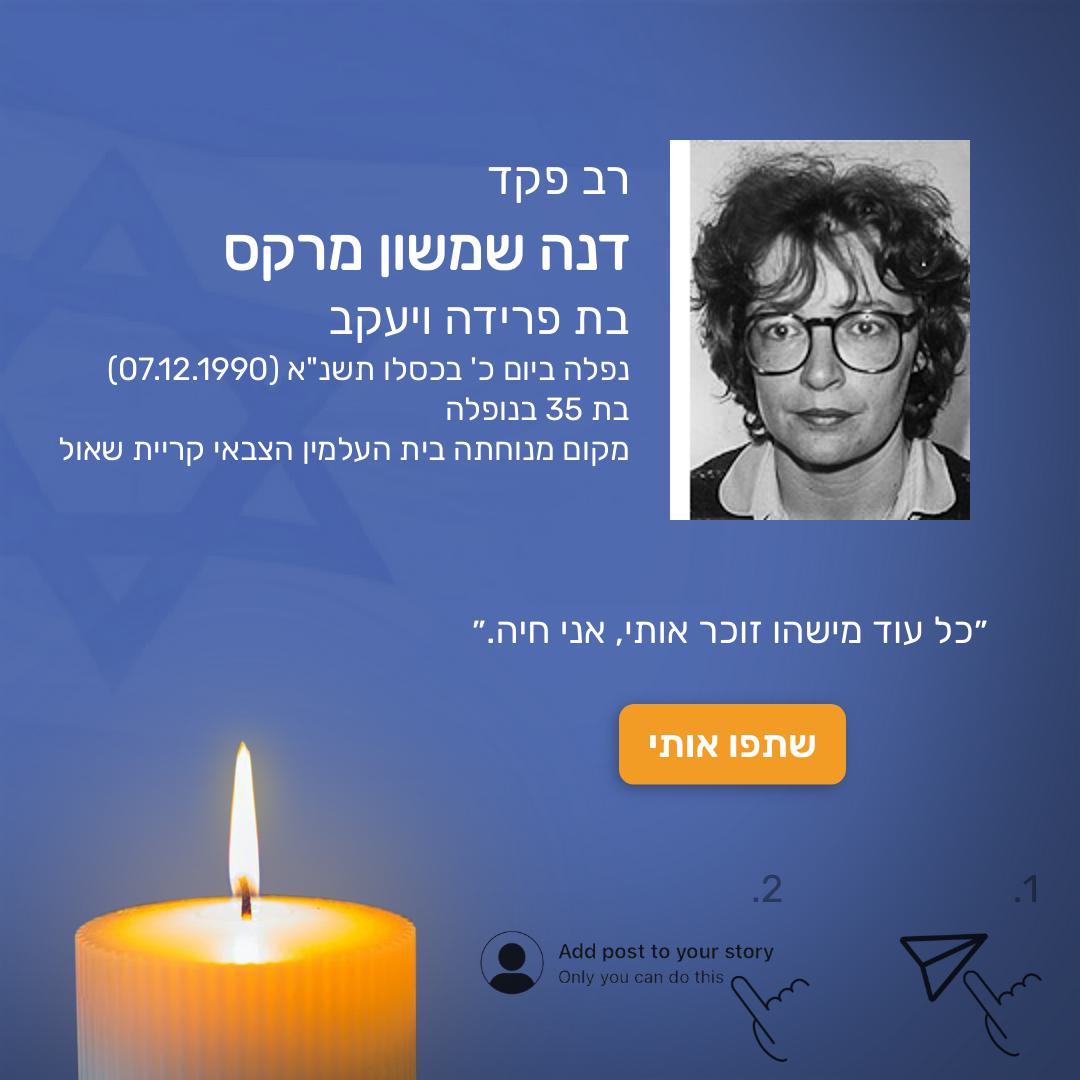 רב פקד
דנה שמשון מרקס
בת פרידה ויעקב
נפלה ביום כ' בכסלו תשנ"א (07.12.1990)
בת 35 בנופלה
מקום מנוחתה בית העלמין הצבאי קריית שאול
״כל עוד מישהו זוכר אותי, אני חיה.״
שתפו אותי
1.
2.
Add post to your story
Only you can do this